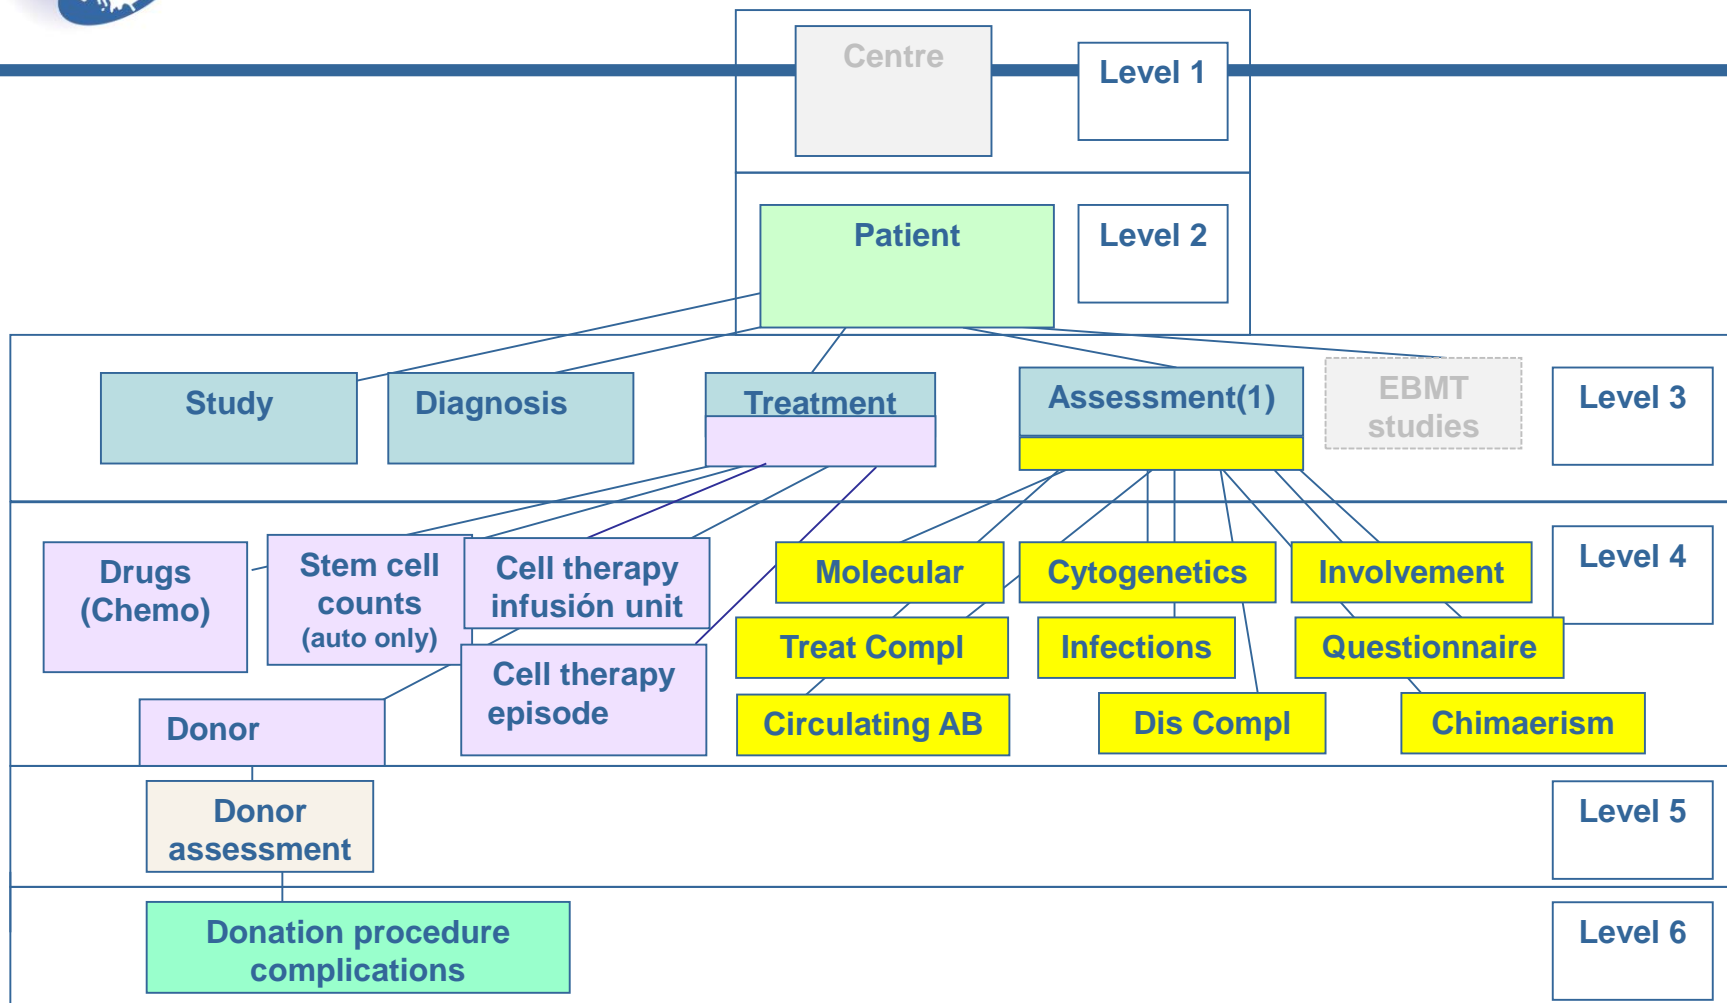 Centre
Level 1
Patient
Level 2
Study
Diagnosis
Treatment
Assessment(1)
EBMT
studies
Level 3
Drugs
(Chemo)
Stem cell
counts
(auto only)
Cell therapy
infusión unit
Molecular
Cytogenetics
Involvement
Level 4
Treat Compl
Infections
Questionnaire
Cell therapy
episode
Donor
Circulating AB
Dis Compl
Chimaerism
Donor
assessment
Level 5
Donation procedure
complications
Level 6